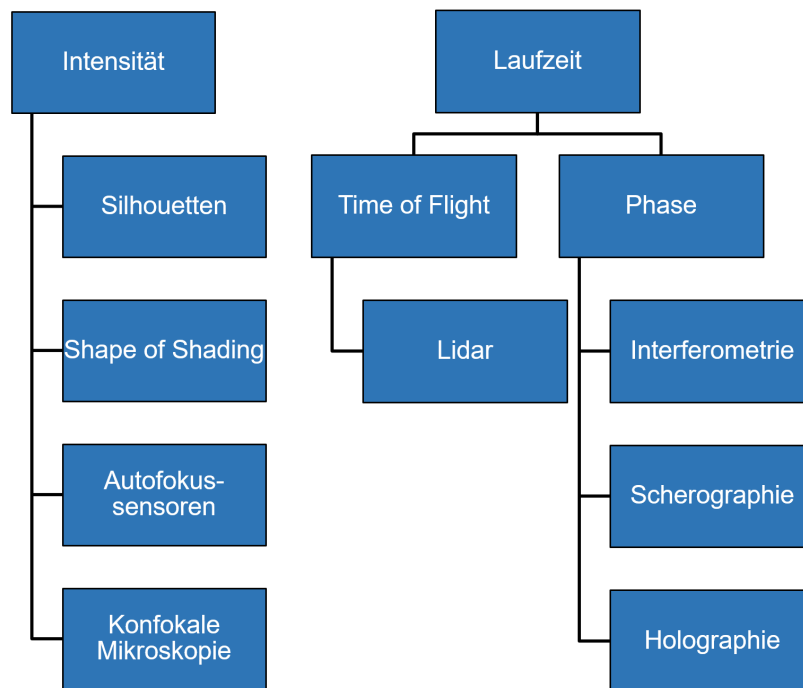 Intensität
Silhouetten
Shape of Shading
Autofokus-
sensoren
Konfokale
Mikroskopie
Laufzeit
Time of Flight
Lidar
Phase
Interferometrie
Scherographie
Holographie